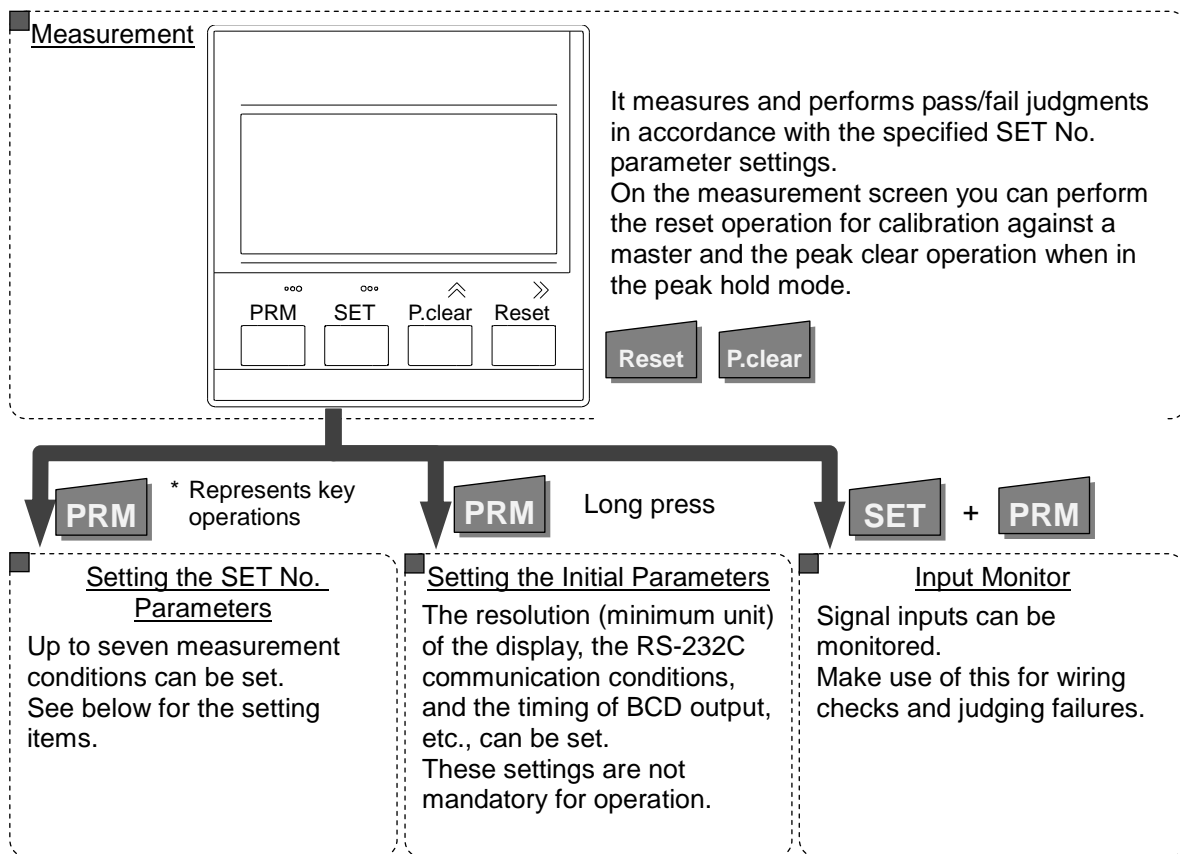 Measurement
PRM
SET
P.clear
Reset
It measures and performs pass/fail judgments
in accordance with the specified SET No.
parameter settings.
On the measurement screen you can perform
the reset operation for calibration against a
master and the peak clear operation when in
the peak hold mode.
Reset
P.clear
PRM
* Represents key
operations
PRM
Long press
SET + PRM
Setting the SET No.
Parameters
Up to seven measurement
conditions can be set.
See below for the setting
items.
Setting the Initial Parameters
The resolution (minimum unit)
of the display, the RS-232C
communication conditions,
and the timing of BCD output,
etc., can be set.
These settings are not
mandatory for operation.
Input Monitor
Signal inputs can be
monitored.
Make use of this for wiring
checks and judging failures.